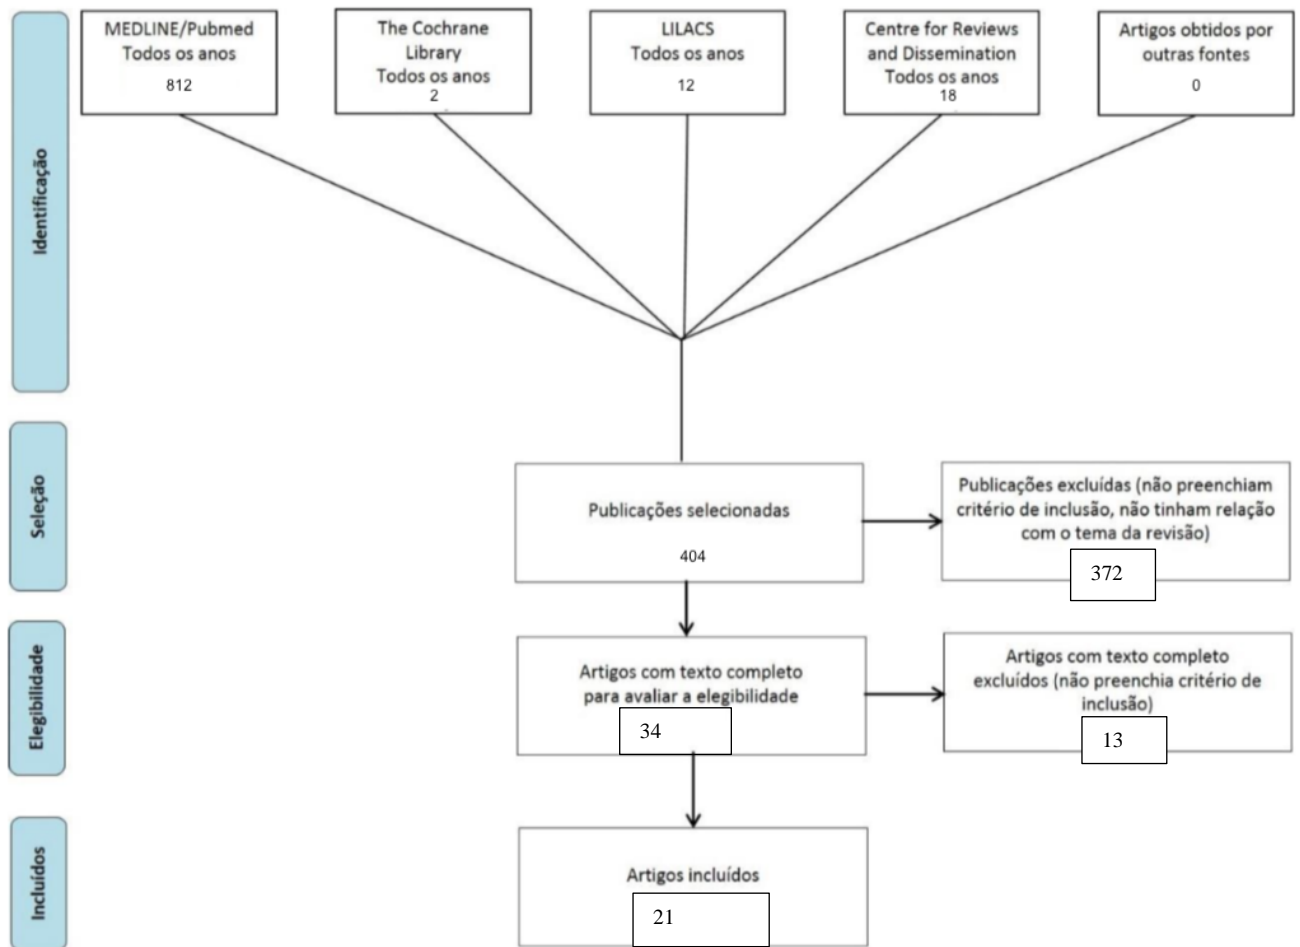 Identificação
MEDLINE/Pubmed
Todos os anos
812
The Cochrane
Library
Todos os anos
2
LILACS
Todos os anos
12
Centre for Reviews
and Dissemination
Todos os anos
18
Artigos obtidos por
outras fontes
0
Seleção
Publicações selecionadas
404
Publicações excluídas (não preenchiam
critério de inclusão, não tinham relação
com o tema da revisão)
372
Elegibilidade
Artigos com texto completo
para avaliar a elegibilidade
34
Artigos com texto completo
excluídos (não preenchia critério de
inclusão)
13
Incluídos
Artigos incluídos
21